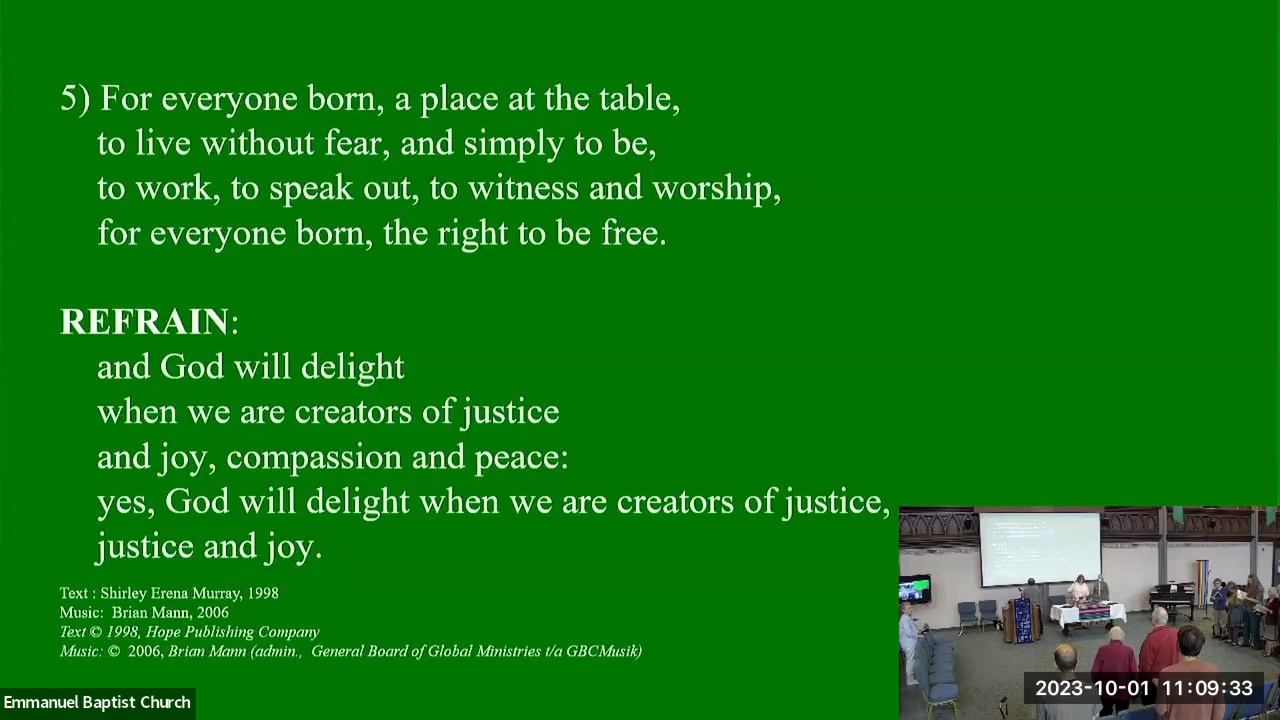 5) For everyone born, a place at the table,
to live without fear, and simply to be,
to work, to speak out, to witness and worship,
for everyone born, the right to be free.
REFRAIN:
and God will delight
when we are creators of justice
and joy, compassion and peace:
yes, God will delight when we are creators of justice,
justice and joy.
Text : Shirley Erena Murray, 1998
Music: Brian Mann, 2006
Text © 1998, Hope Publishing Company
Music: © 2006, Brian Mann (admin., General Board of Global Ministries t/a GBCMusik)
Emmanuel Baptist Church
2023-10-01 11:09:33